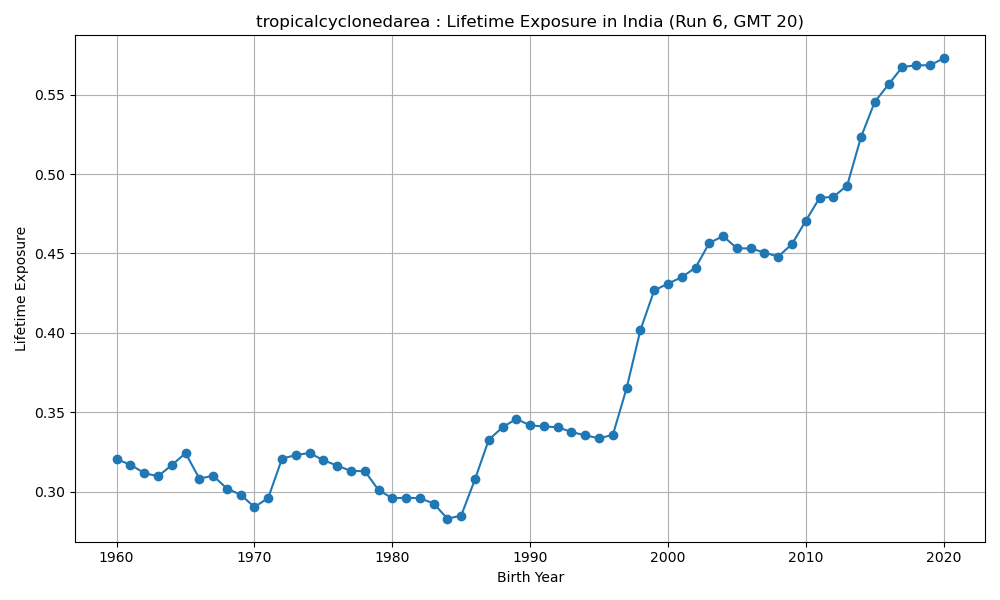 tropicalcyclonedarea : Lifetime Exposure in India (Run 6, GMT 20)
0.55
0.50
0.45
0.40
0.35
0.30
Lifetime Exposure
1960 1970 1980 1990 2000 2010 2020
Birth Year